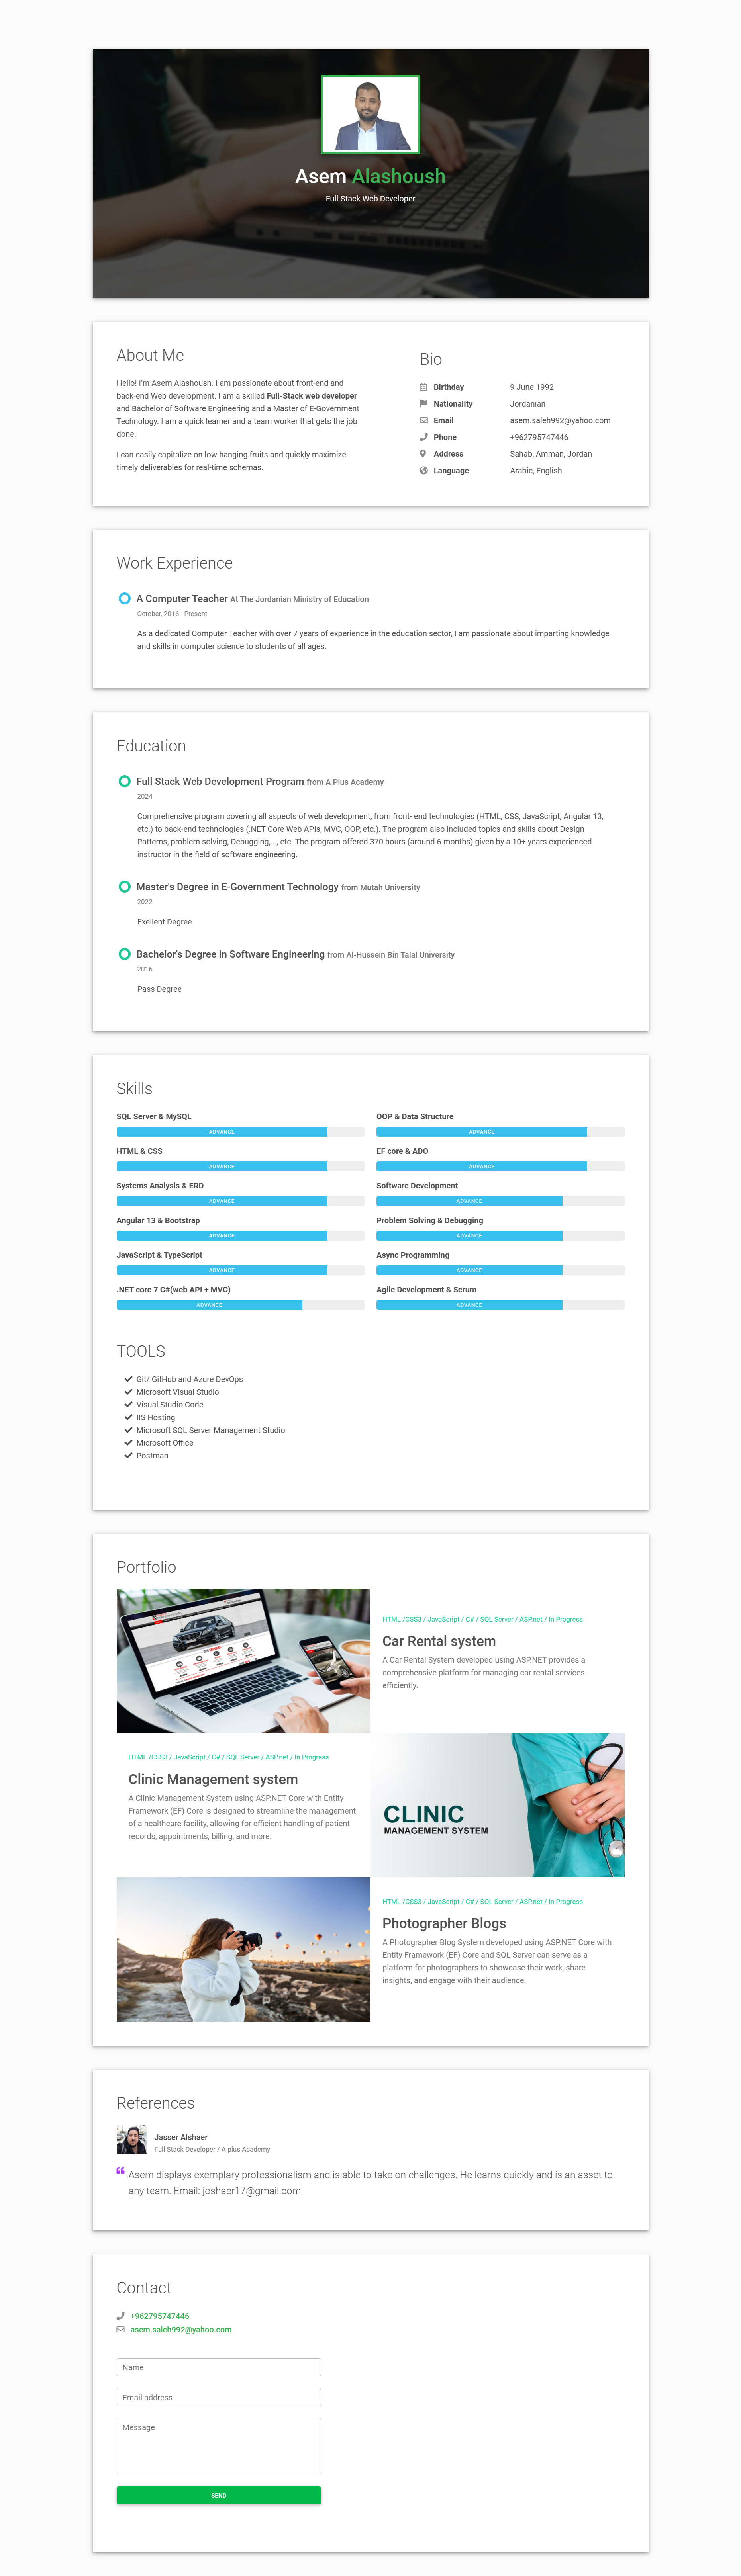 Asem Alashoush
Full-Stack Web Developer
About Me
Hello! I'm Asem Alashoush. I am passionate about front-end and
back-end Web development. I am a skilled Full-Stack web developer
and Bachelor of Software Engineering and a Master of E-Government
Technology. I am a quick learner and a team worker that gets the job
done.
I can easily capitalize on low-hanging fruits and quickly maximize
timely deliverables for real-time schemas.
Bio
Birthday 9 June 1992
Nationality Jordanian
Email asem.saleh992@yahoo.com
Phone +962795747446
Address Sahab, Amman, Jordan
Language Arabic, English
Work Experience
A Computer Teacher At The Jordanian Ministry of Education
October, 2016 - Present
As a dedicated Computer Teacher with over 7 years of experience in the education sector, I am passionate about imparting knowledge
and skills in computer science to students of all ages.
Education
Full Stack Web Development Program from A Plus Academy
2024
Comprehensive program covering all aspects of web development, from front- end technologies (HTML, CSS, JavaScript, Angular 13,
etc.) to back-end technologies (.NET Core Web APIs, MVC, OOP, etc.). The program also included topics and skills about Design
Patterns, problem solving, Debugging,..., etc. The program offered 370 hours (around 6 months) given by a 10+ years experienced
instructor in the field of software engineering.
Master's Degree in E-Government Technology from Mutah University
2022
Exellent Degree
Bachelor's Degree in Software Engineering from Al-Hussein Bin Talal University
2016
Pass Degree
Skills
SQL Server & MySQL
ADVANCE
OOP & Data Structure
ADVANCE
HTML & CSS
ADVANCE
EF core & ADO
ADVANCE
Systems Analysis & ERD
ADVANCE
Software Development
ADVANCE
Angular 13 & Bootstrap
ADVANCE
Problem Solving & Debugging
ADVANCE
JavaScript & TypeScript
ADVANCE
Async Programming
ADVANCE
.NET core 7 C#(web API + MVC)
ADVANCE
Agile Development & Scrum
ADVANCE
TOOLS
Git/ GitHub and Azure DevOps
Microsoft Visual Studio
Visual Studio Code
IIS Hosting
Microsoft SQL Server Management Studio
Microsoft Office
Postman
Portfolio
HTML /CSS3 / JavaScript / C# / SQL Server / ASP.net / In Progress
Car Rental system
A Car Rental System developed using ASP.NET provides a
comprehensive platform for managing car rental services
efficiently.
HTML /CSS3 / JavaScript / C# / SQL Server / ASP.net / In Progress
Clinic Management system
A Clinic Management System using ASP.NET Core with Entity
Framework (EF) Core is designed to streamline the management
of a healthcare facility, allowing for efficient handling of patient
records, appointments, billing, and more.
CLINIC
MANAGEMENT SYSTEM
HTML /CSS3 / JavaScript / C# / SQL Server / ASP.net / In Progress
Photographer Blogs
A Photographer Blog System developed using ASP.NET Core with
Entity Framework (EF) Core and SQL Server can serve as a
platform for photographers to showcase their work, share
insights, and engage with their audience.
References
Jasser Alshaer
Full Stack Developer / A plus Academy
Asem displays exemplary professionalism and is able to take on challenges. He learns quickly and is an asset to
any team. Email: joshaer17@gmail.com
Contact
+962795747446
asem.saleh992@yahoo.com
Name
Email address
Message
SEND